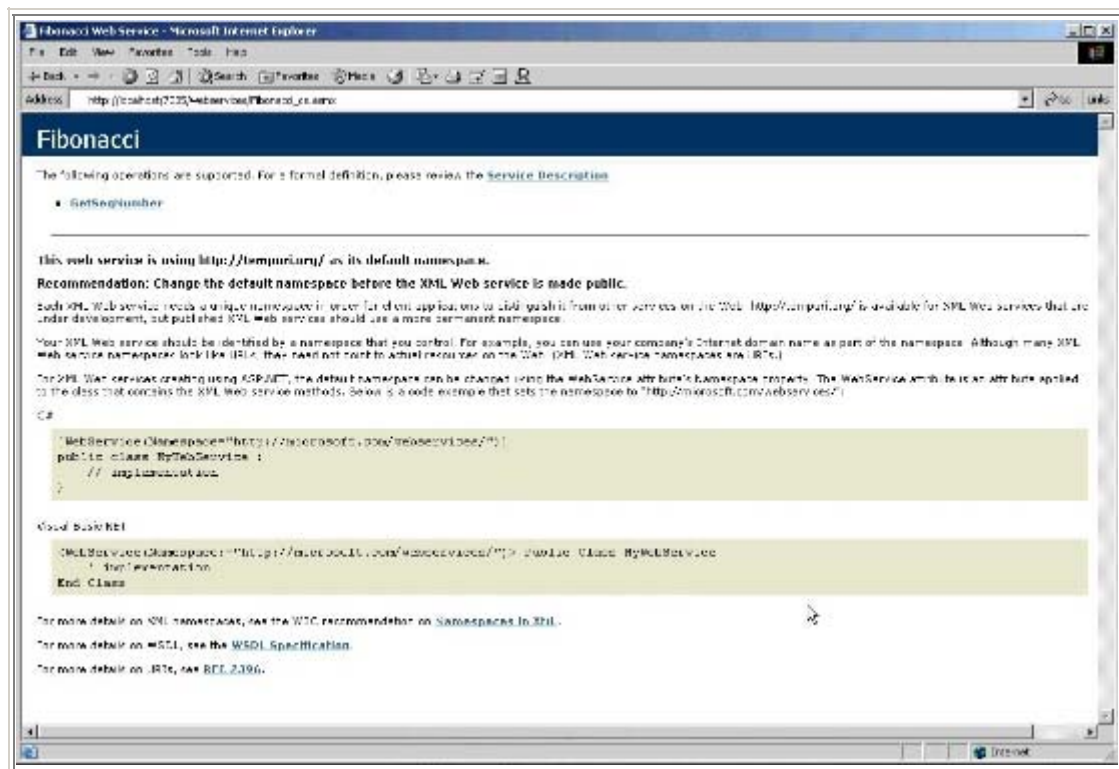 Fibonacci Web Service - Microsoft Internet Explorer
File Edit View Favorites Tools Help
Back Search Favorites Media
Address http://localhost/7035/webservices/Fibonacci_cs.asmx Go Links
Fibonacci
The following operations are supported. For a formal definition, please review the Service Description
GetSeqNumber
This web service is using http://tempuri.org/ as its default namespace.
Recommendation: Change the default namespace before the XML Web service is made public.
Each XML Web service needs a unique namespace in order for client applications to distinguish it from other services on the Web. http://tempuri.org/ is available for XML Web services that are
under development, but published XML Web services should use a more permanent namespace.
Your XML Web service should be identified by a namespace that you control. For example, you can use your company's Internet domain name as part of the namespace. Although many XML
Web service namespaces look like URLs, they need not point to actual resources on the Web. (XML Web service namespaces are URIs.)
For XML Web services creating using ASP.NET, the default namespace can be changed using the WebService attribute's Namespace property. The WebService attribute is an attribute applied
to the class that contains the XML Web service methods. Below is a code example that sets the namespace to "http://microsoft.com/webservices/":
C#
[WebService(Namespace="http://microsoft.com/webservices/")]
public class MyWebService {
// implementation
}
Visual Basic.NET
<WebService(Namespace:="http://microsoft.com/webservices/")> Public Class MyWebService
' implementation
End Class
For more details on XML namespaces, see the W3C recommendation on Namespaces in XML.
For more details on WSDL, see the WSDL Specification.
For more details on URIs, see RFC 2396.
Internet